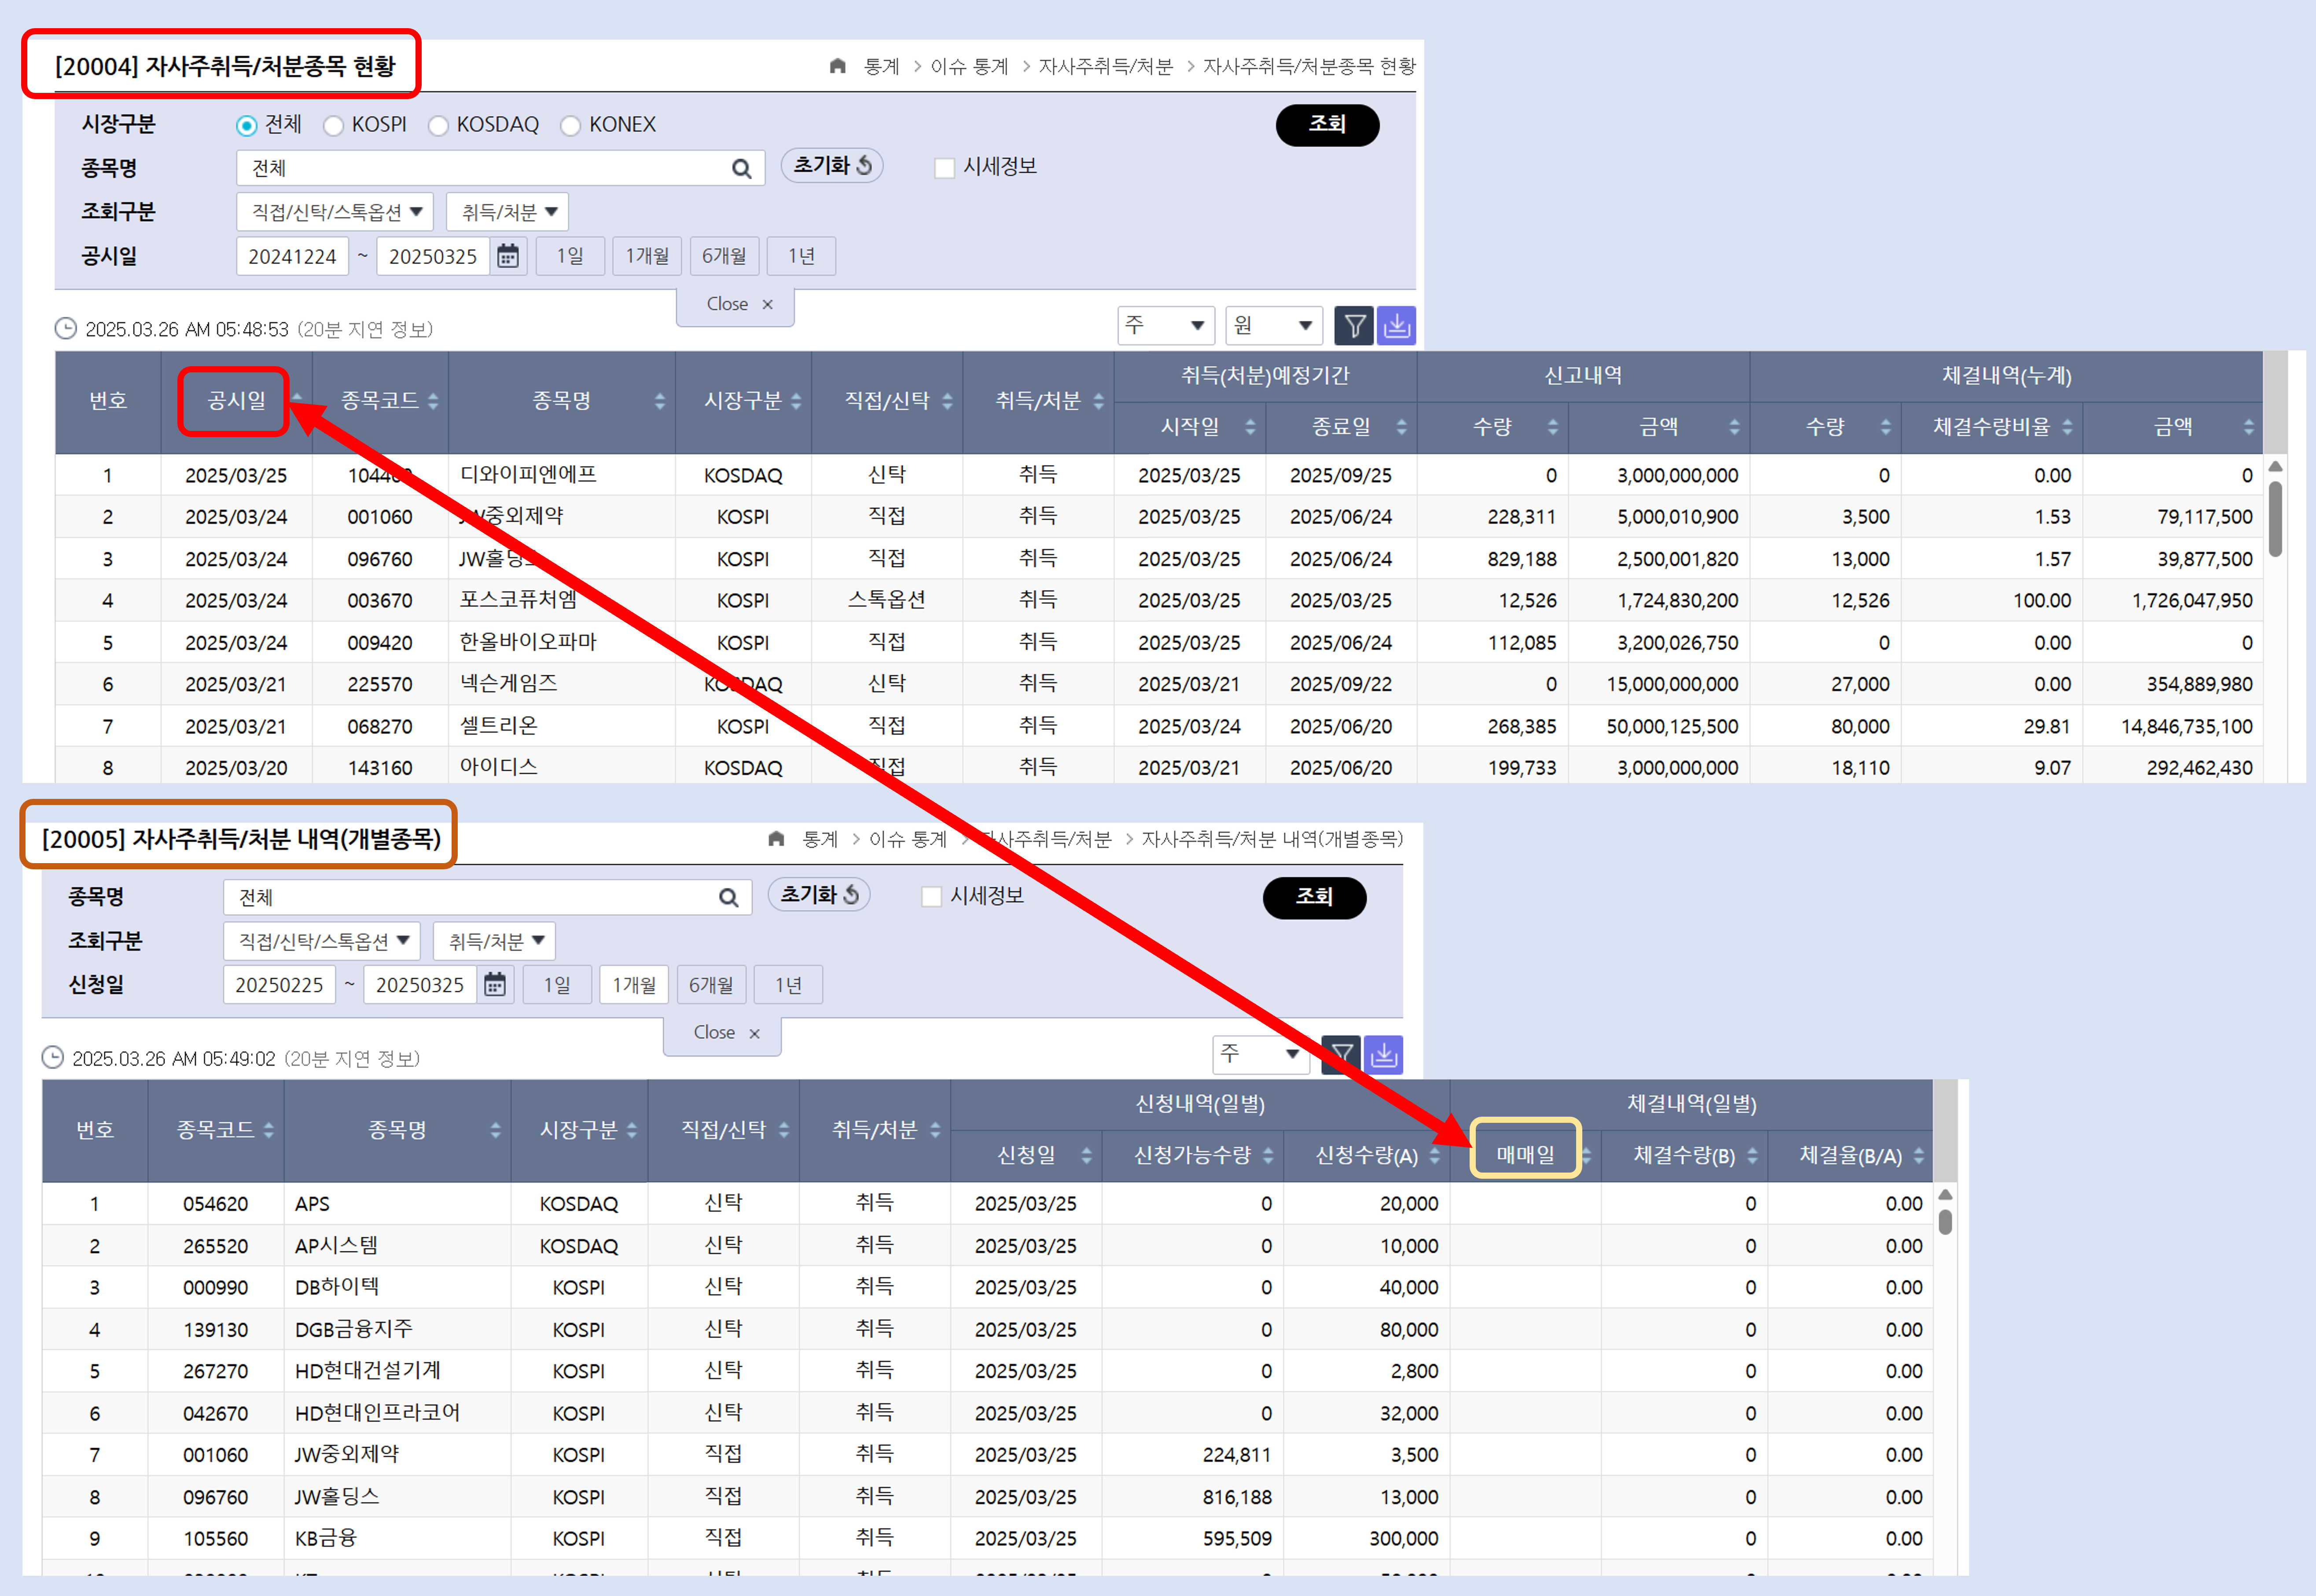 [20004] 자사주취득/처분종목 현황
통계 > 이슈 통계 > 자사주취득/처분 > 자사주취득/처분종목 현황
시장구분 전체 KOSPI KOSDAQ KONEX 조회
종목명 전체 초기화 시세정보
조회구분 직접/신탁/스톡옵션 취득/처분
공시일 20241224 ~ 20250325 1일 1개월 6개월 1년
Close ×
2025.03.26 AM 05:48:53 (20분 지연 정보) 주 원
번호 공시일 종목코드 종목명 시장구분 직접/신탁 취득/처분 취득(처분)예정기간 신고내역 체결내역(누계)
시작일 종료일 수량 금액 수량 체결수량비율 금액
1 2025/03/25 디와이피엔에프 KOSDAQ 신탁 취득 2025/03/25 2025/09/25 0 3,000,000,000 0 0.00 0
2 2025/03/24 001060 JW중외제약 KOSPI 직접 취득 2025/03/25 2025/06/24 228,311 5,000,010,900 3,500 1.53 79,117,500
3 2025/03/24 096760 JW홀딩스 KOSPI 직접 취득 2025/03/25 2025/06/24 829,188 2,500,001,820 13,000 1.57 39,877,500
4 2025/03/24 003670 포스코퓨처엠 KOSPI 스톡옵션 취득 2025/03/25 2025/03/25 12,526 1,724,830,200 12,526 100.00 1,726,047,950
5 2025/03/24 009420 한올바이오파마 KOSPI 직접 취득 2025/03/25 2025/06/24 112,085 3,200,026,750 0 0.00 0
6 2025/03/21 225570 넥슨게임즈 KOSDAQ 신탁 취득 2025/03/21 2025/09/22 0 15,000,000,000 27,000 0.00 354,889,980
7 2025/03/21 068270 셀트리온 KOSPI 직접 취득 2025/03/24 2025/06/20 268,385 50,000,125,500 80,000 29.81 14,846,735,100
8 2025/03/20 143160 아이디스 KOSDAQ 직접 취득 2025/03/21 2025/06/20 199,733 3,000,000,000 18,110 9.07 292,462,430
[20005] 자사주취득/처분 내역(개별종목)
통계 > 이슈 통계 > 자사주취득/처분 > 자사주취득/처분 내역(개별종목)
종목명 전체 초기화 시세정보 조회
조회구분 직접/신탁/스톡옵션 취득/처분
신청일 20250225 ~ 20250325 1일 1개월 6개월 1년
Close ×
2025.03.26 AM 05:49:02 (20분 지연 정보) 주
번호 종목코드 종목명 시장구분 직접/신탁 취득/처분 신청내역(일별) 체결내역(일별)
신청일 신청가능수량 신청수량(A) 매매일 체결수량(B) 체결율(B/A)
1 054620 APS KOSDAQ 신탁 취득 2025/03/25 0 20,000 0 0.00
2 265520 AP시스템 KOSDAQ 신탁 취득 2025/03/25 0 10,000 0 0.00
3 000990 DB하이텍 KOSPI 신탁 취득 2025/03/25 0 40,000 0 0.00
4 139130 DGB금융지주 KOSPI 신탁 취득 2025/03/25 0 80,000 0 0.00
5 267270 HD현대건설기계 KOSPI 신탁 취득 2025/03/25 0 2,800 0 0.00
6 042670 HD현대인프라코어 KOSPI 신탁 취득 2025/03/25 0 32,000 0 0.00
7 001060 JW중외제약 KOSPI 직접 취득 2025/03/25 224,811 3,500 0 0.00
8 096760 JW홀딩스 KOSPI 직접 취득 2025/03/25 816,188 13,000 0 0.00
9 105560 KB금융 KOSPI 직접 취득 2025/03/25 595,509 300,000 0 0.00